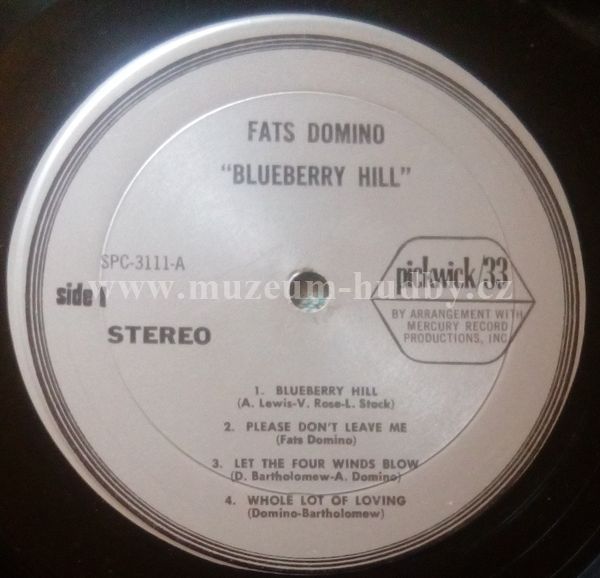 FATS DOMINO
"BLUEBERRY HILL"
SPC-3111-A
side 1
STEREO
pickwick/33
BY ARRANGEMENT WITH
MERCURY RECORD
PRODUCTIONS, INC.
www.muzeum-hudby.cz
1. BLUEBERRY HILL
(A. Lewis-V. Rose-L. Stock)
2. PLEASE DON'T LEAVE ME
(Fats Domino)
3. LET THE FOUR WINDS BLOW
(D. Bartholomew-A. Domino)
4. WHOLE LOT OF LOVING
(Domino-Bartholomew)